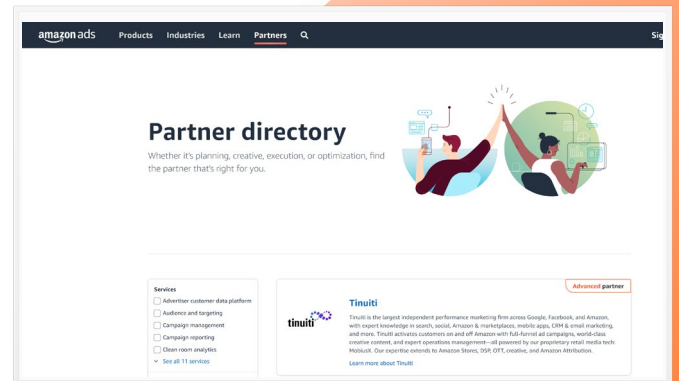 amazon ads Products Industries Learn Partners Sig
Partner directory
Whether it's planning, creative, execution, or optimization, find
the partner that's right for you.
Services
Advertiser customer data platform
Audience and targeting
Campaign management
Campaign reporting
Clean room analytics
See all 11 services
Advanced partner
tinuiti
Tinuiti
Tinuiti is the largest independent performance marketing firm across Google, Facebook, and Amazon,
with expert knowledge in search, social, Amazon & marketplaces, mobile apps, CRM & email marketing,
and more. Tinuiti activates customers on and off Amazon with full-funnel ad campaigns, world-class
creative content, and expert operations management—all powered by our proprietary retail media tech:
MobiusX. Our expertise extends to Amazon Stores, DSP, OTT, creative, and Amazon Attribution.
Learn more about Tinuiti